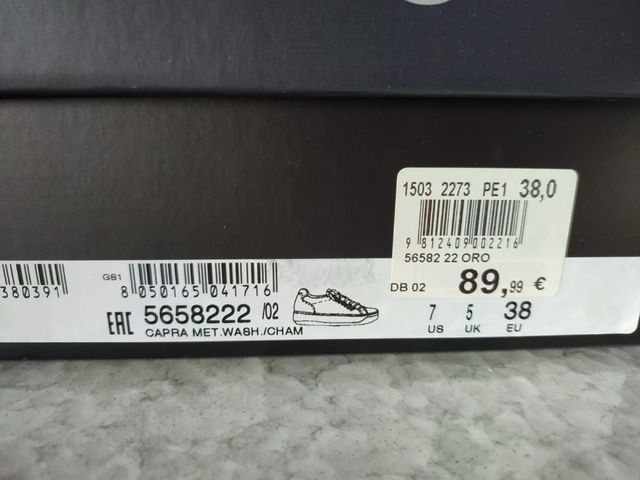 1503 2273 PE1 38,0
9 812409 002216
56582 22 ORO
DB 02 89,99 €
380391
G81
8 050165 041716
EAC 5658222 /02
CAPRA MET.WASH./CHAM
7 5 38
US UK EU